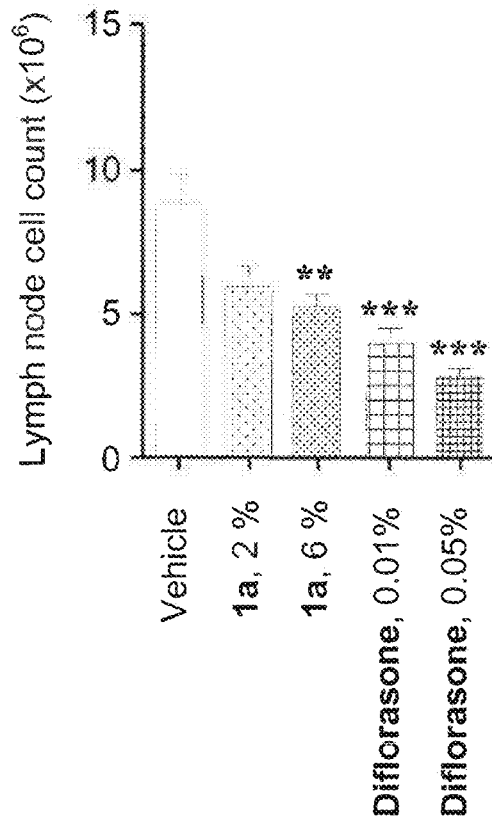 Lymph node cell count (x10⁶)
15
10
5
0
**
***
***
Vehicle
1a, 2 %
1a, 6 %
Diflorasone, 0.01%
Diflorasone, 0.05%